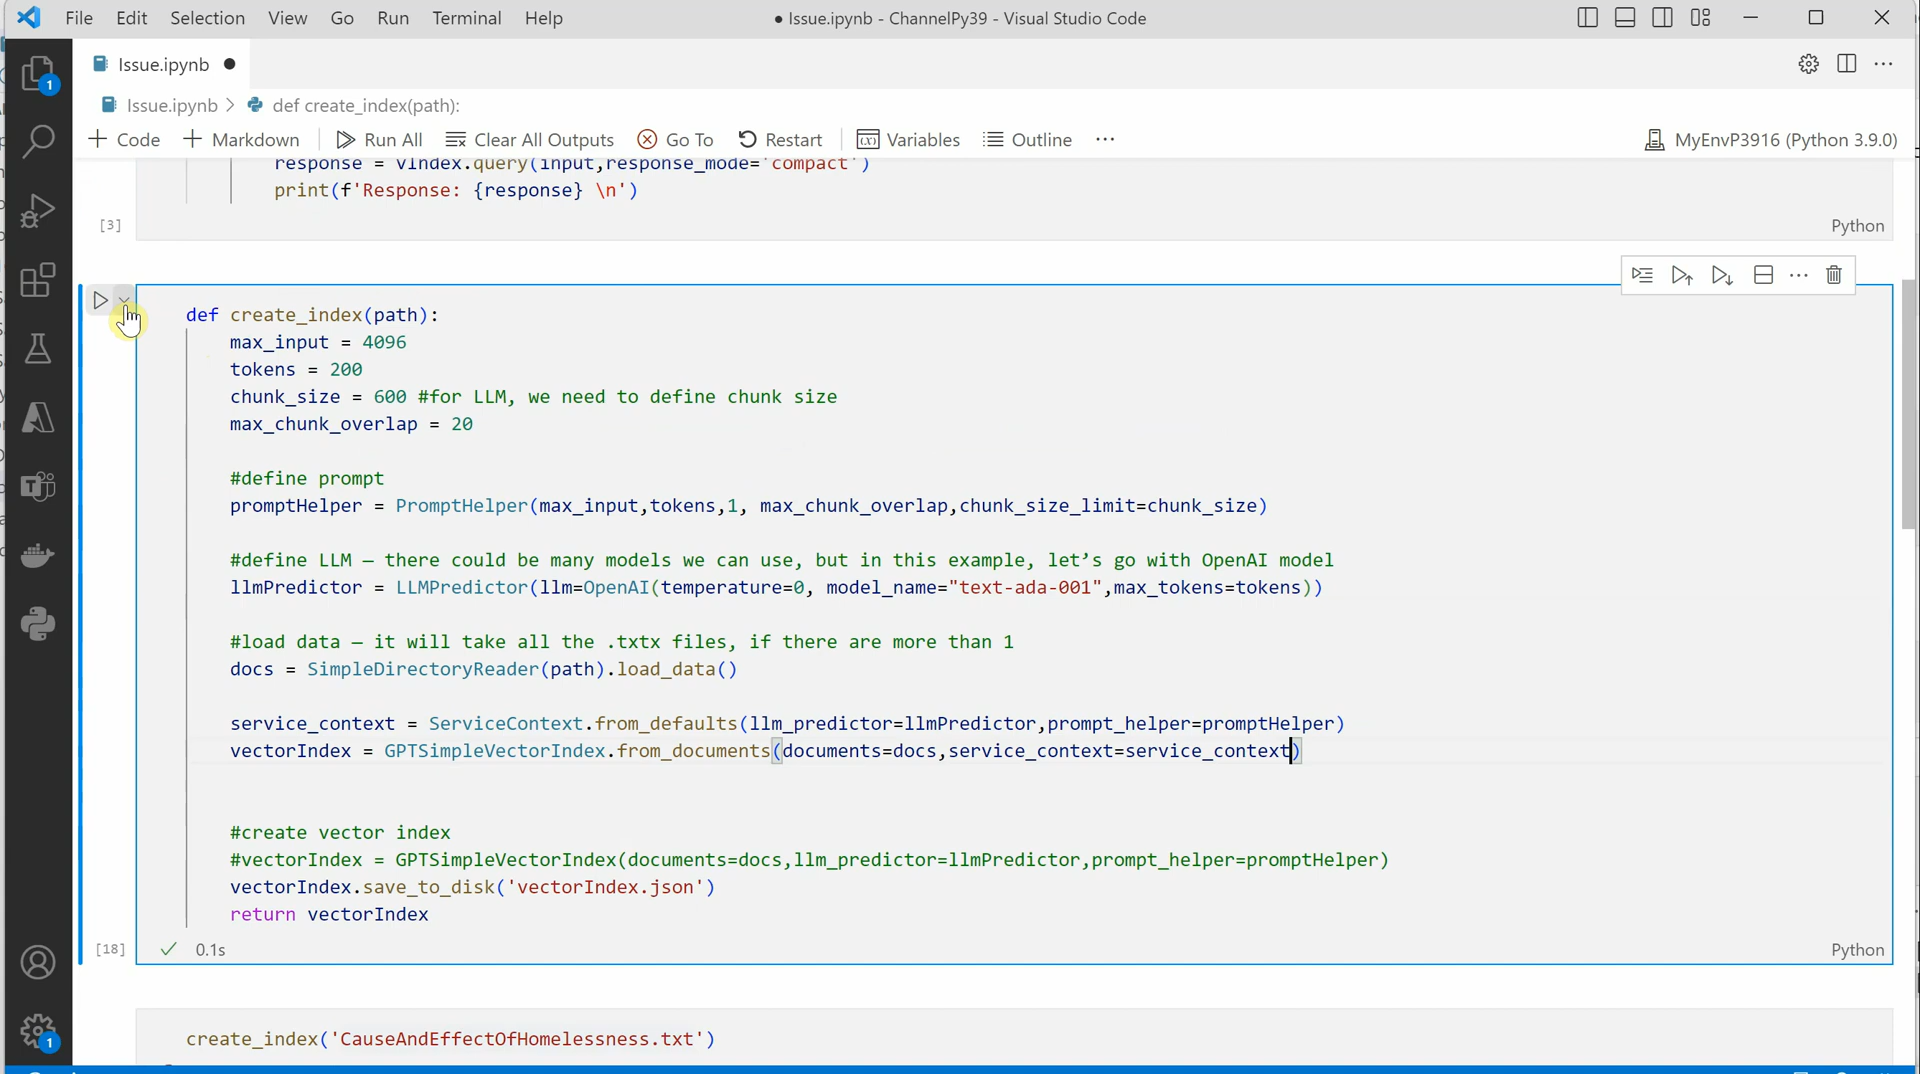 File Edit Selection View Go Run Terminal Help ● Issue.ipynb - ChannelPy39 - Visual Studio Code
Issue.ipynb ●
Issue.ipynb > def create_index(path):
+ Code + Markdown Run All Clear All Outputs Go To Restart Variables Outline ··· MyEnvP3916 (Python 3.9.0)
response = vIndex.query(input,response_mode='compact')
print(f'Response: {response} \n')
[3] Python
def create_index(path):
max_input = 4096
tokens = 200
chunk_size = 600 #for LLM, we need to define chunk size
max_chunk_overlap = 20
#define prompt
promptHelper = PromptHelper(max_input,tokens,1, max_chunk_overlap,chunk_size_limit=chunk_size)
#define LLM — there could be many models we can use, but in this example, let’s go with OpenAI model
llmPredictor = LLMPredictor(llm=OpenAI(temperature=0, model_name="text-ada-001",max_tokens=tokens))
#load data — it will take all the .txtx files, if there are more than 1
docs = SimpleDirectoryReader(path).load_data()
service_context = ServiceContext.from_defaults(llm_predictor=llmPredictor,prompt_helper=promptHelper)
vectorIndex = GPTSimpleVectorIndex.from_documents(documents=docs,service_context=service_context)
#create vector index
#vectorIndex = GPTSimpleVectorIndex(documents=docs,llm_predictor=llmPredictor,prompt_helper=promptHelper)
vectorIndex.save_to_disk('vectorIndex.json')
return vectorIndex
[18] ✓ 0.1s Python
create_index('CauseAndEffectOfHomelessness.txt')
1
1